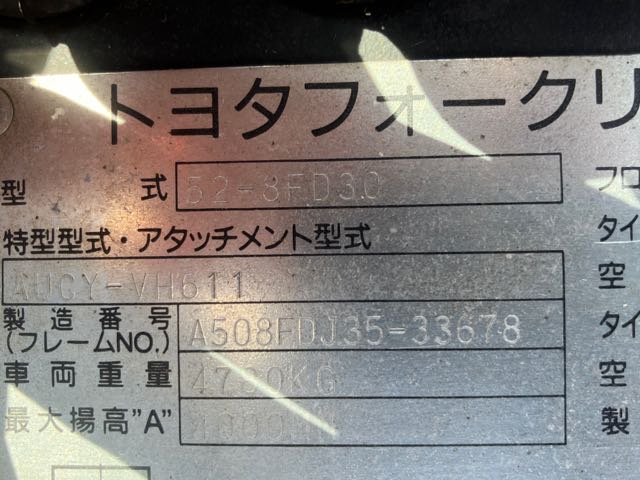 トヨタフォークリ
型 式 52-8FD30 フロ
特型型式・アタッチメント型式 タイ
AUCY-VH611 空
製造番号 A508FDJ35-33678 タイ
(フレームNO.)
車両重量 KG 空
最大揚高"A" 製